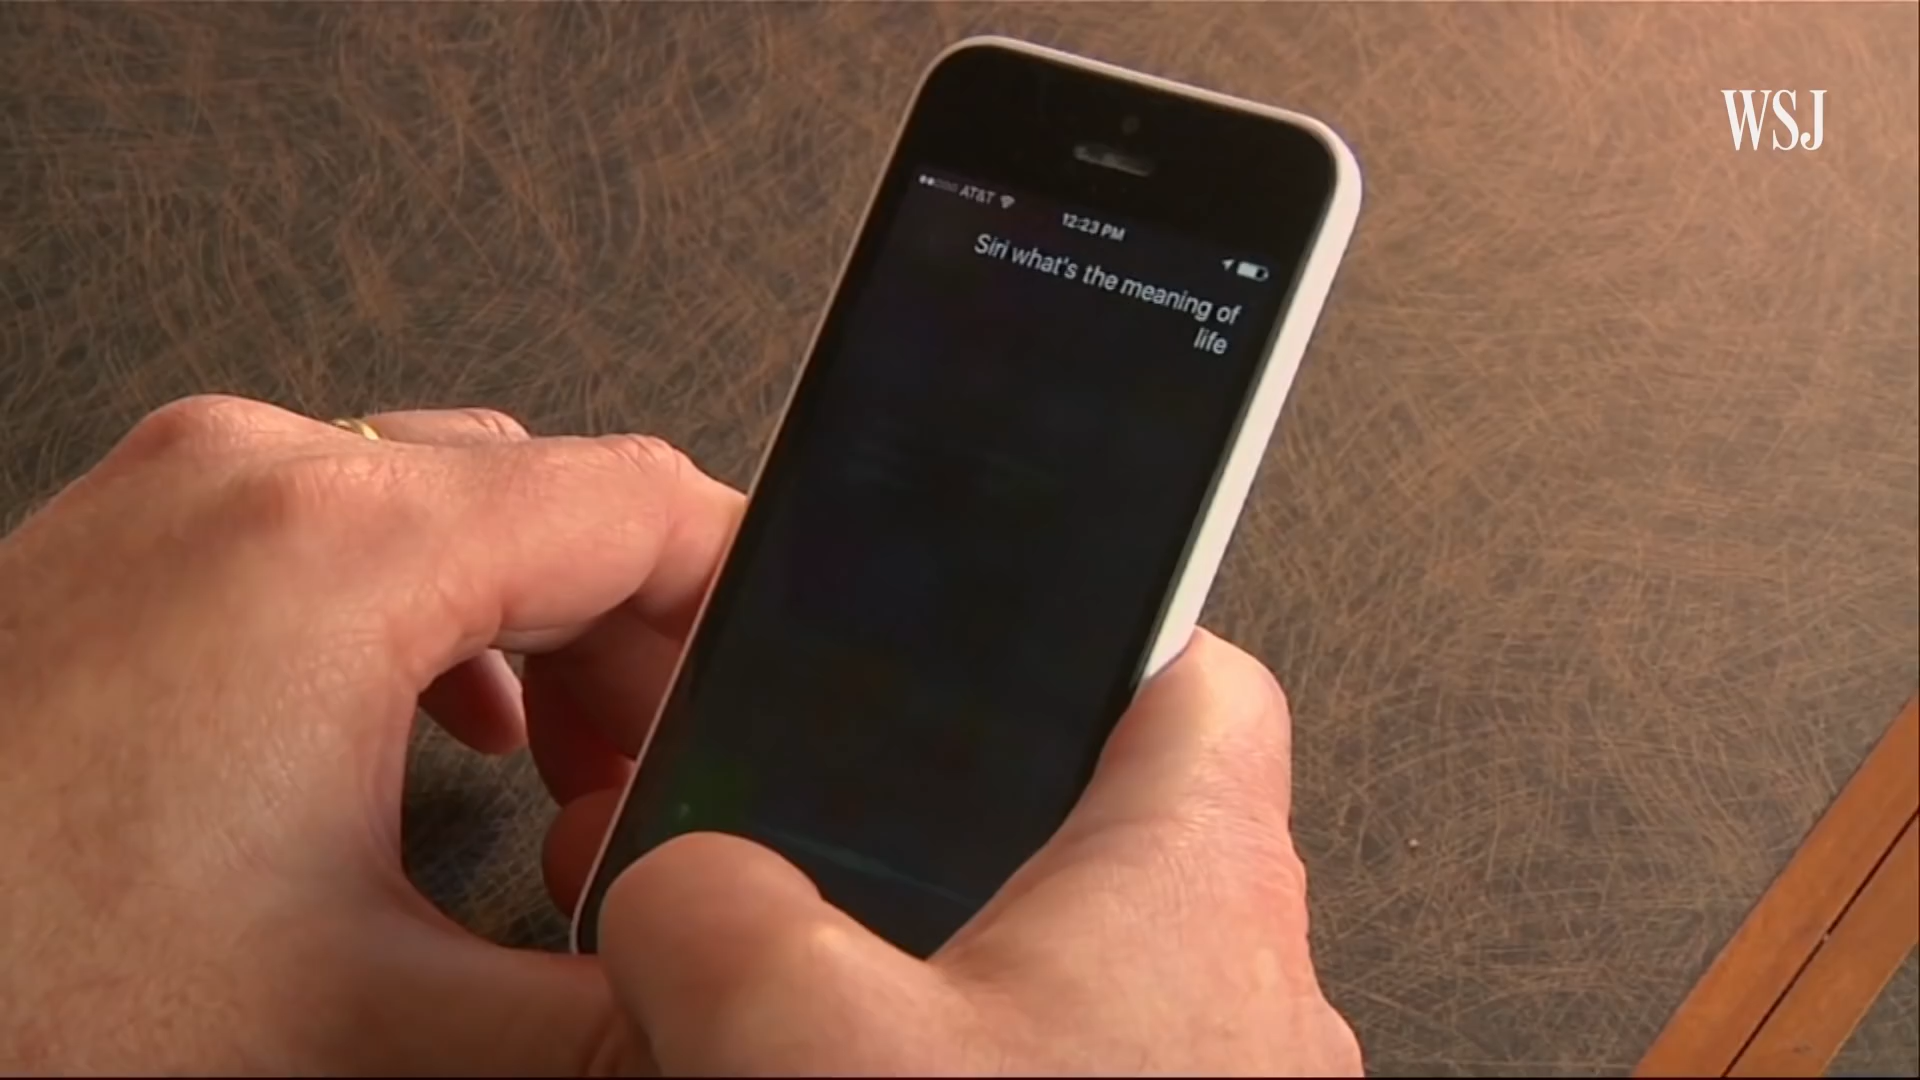 WSJ
AT&T
12:23 PM
Siri what's the meaning of
life